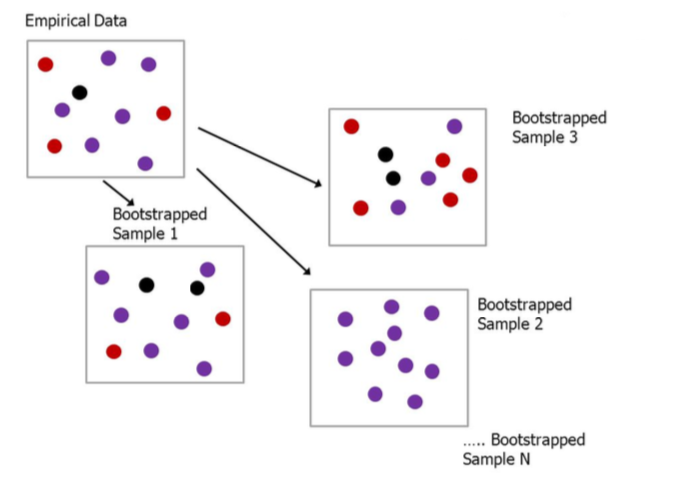 Empirical Data
Bootstrapped
Sample 3
Bootstrapped
Sample 1
Bootstrapped
Sample 2
..... Bootstrapped
Sample N